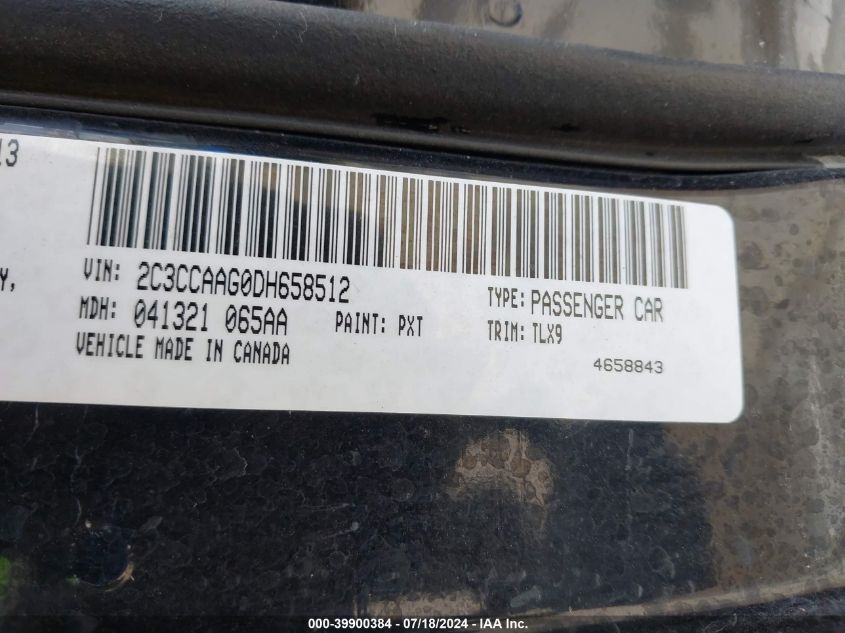 13
Y,
VIN: 2C3CCAAG0DH658512
TYPE: PASSENGER CAR
MDH: 041321 065AA
PAINT: PXT
TRIM: TLX9
VEHICLE MADE IN CANADA
4658843
000-39900384 - 07/18/2024 - IAA Inc.